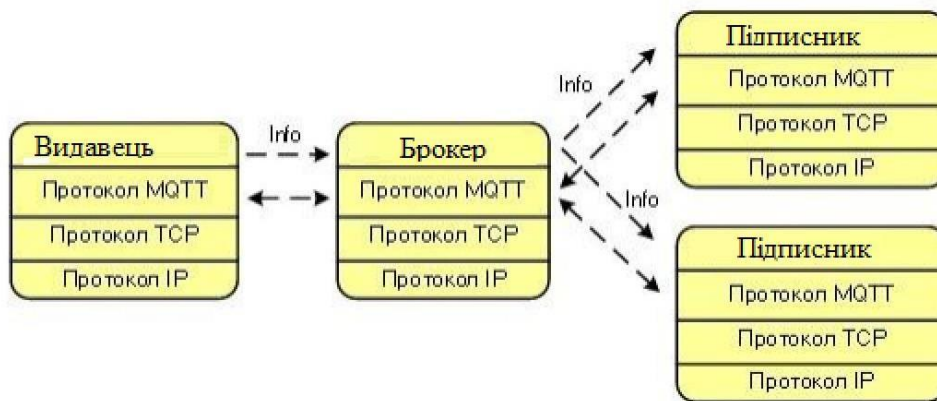 Видавець
Протокол MQTT
Протокол TCP
Протокол IP
Info
Брокер
Протокол MQTT
Протокол TCP
Протокол IP
Info
Info
Підписник
Протокол MQTT
Протокол TCP
Протокол IP
Підписник
Протокол MQTT
Протокол TCP
Протокол IP